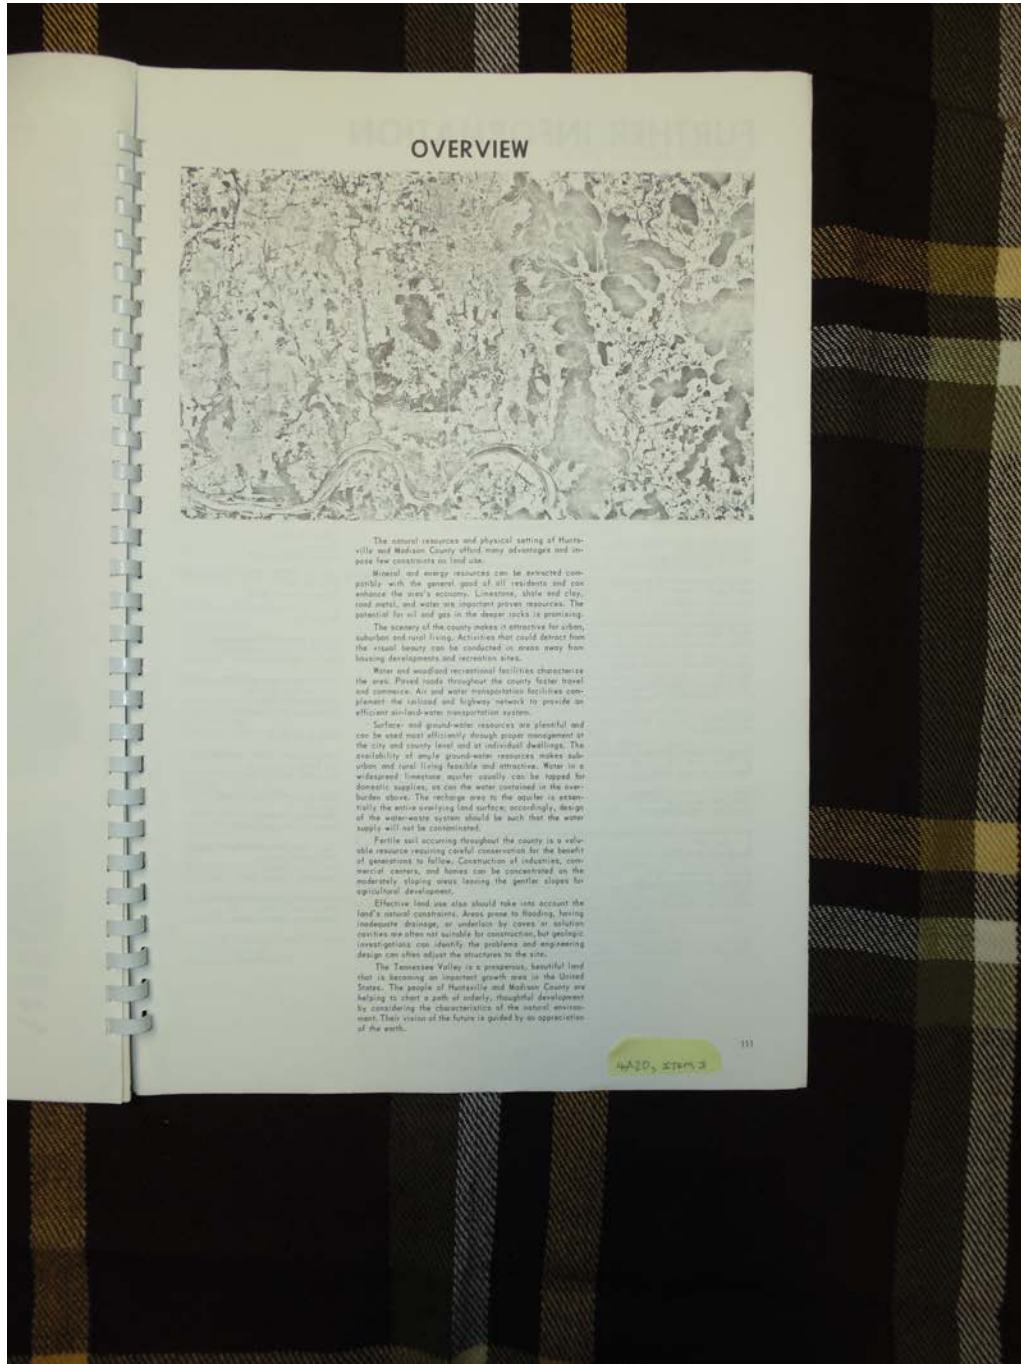 OVERVIEW
The natural resources and physical setting of Hunts-
ville and Madison County afford many advantages and im-
pose few constraints on land use.
Mineral and energy resources can be extracted com-
patibly with the general good of all residents and can
enhance the area's economy. Limestone, shale and clay,
road metal, and water are important proven resources. The
potential for oil and gas in the deeper rocks is promising.
The scenery of the county makes it attractive for urban,
suburban and rural living. Activities that could detract from
the visual beauty can be conducted in areas away from
housing developments and recreation sites.
Water and woodland recreational facilities characterize
the area. Paved roads throughout the county foster travel
and commerce. Air and water transportation facilities com-
plement the railroad and highway network to provide an
efficient air-land-water transportation system.
Surface- and ground-water resources are plentiful and
can be used most efficiently through proper management at
the city and county level and at individual dwellings. The
availability of ample ground-water resources makes sub-
urban and rural living feasible and attractive. Water in a
widespread limestone aquifer usually can be tapped for
domestic supplies, as can the water contained in the over-
burden above. The recharge area to the aquifer is essen-
tially the entire overlying land surface; accordingly, design
of the water-waste system should be such that the water
supply will not be contaminated.
Fertile soil occurring throughout the county is a valu-
able resource requiring careful conservation for the benefit
of generations to follow. Construction of industries, com-
mercial centers, and homes can be concentrated on the
moderately sloping areas leaving the gentler slopes for
agricultural development.
Effective land use also should take into account the
land's natural constraints. Areas prone to flooding, having
inadequate drainage, or underlain by caves or solution
cavities are often not suitable for construction, but geologic
investigations can identify the problems and engineering
design can often adjust the structures to the site.
The Tennessee Valley is a prosperous, beautiful land
that is becoming an important growth area in the United
States. The people of Huntsville and Madison County are
helping to chart a path of orderly, thoughtful development
by considering the characteristics of the natural environ-
ment. Their vision of the future is guided by an appreciation
of the earth.
111
4A20, ITEM 3